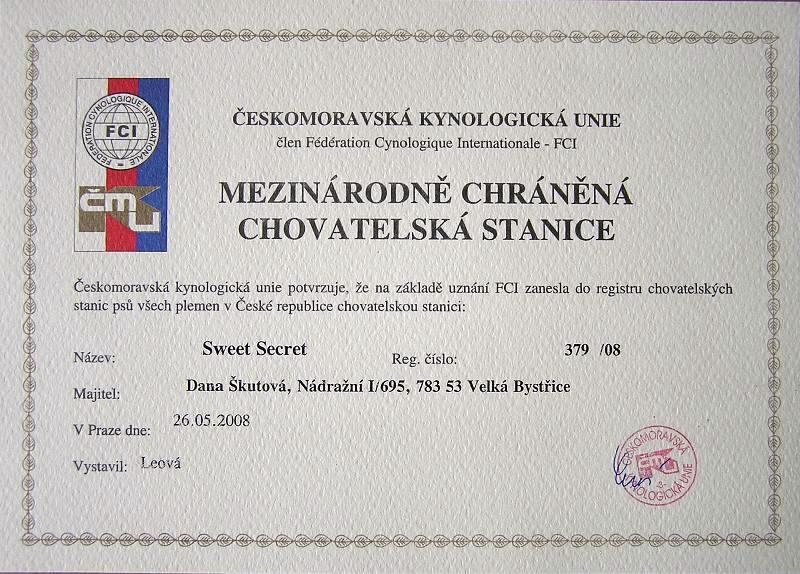 FEDERATION CYNOLOGIQUE INTERNATIONALE
FCI
ČMKU
ČESKOMORAVSKÁ KYNOLOGICKÁ UNIE
člen Fédération Cynologique Internationale - FCI
MEZINÁRODNĚ CHRÁNĚNÁ
CHOVATELSKÁ STANICE
Českomoravská kynologická unie potvrzuje, že na základě uznání FCI zanesla do registru chovatelských
stanic psů všech plemen v České republice chovatelskou stanici:
Název: Sweet Secret Reg. číslo: 379 /08
Majitel: Dana Škutová, Nádražní I/695, 783 53 Velká Bystřice
V Praze dne: 26.05.2008
Vystavil: Leová
ČESKOMORAVSKÁ
KYNOLOGICKÁ UNIE